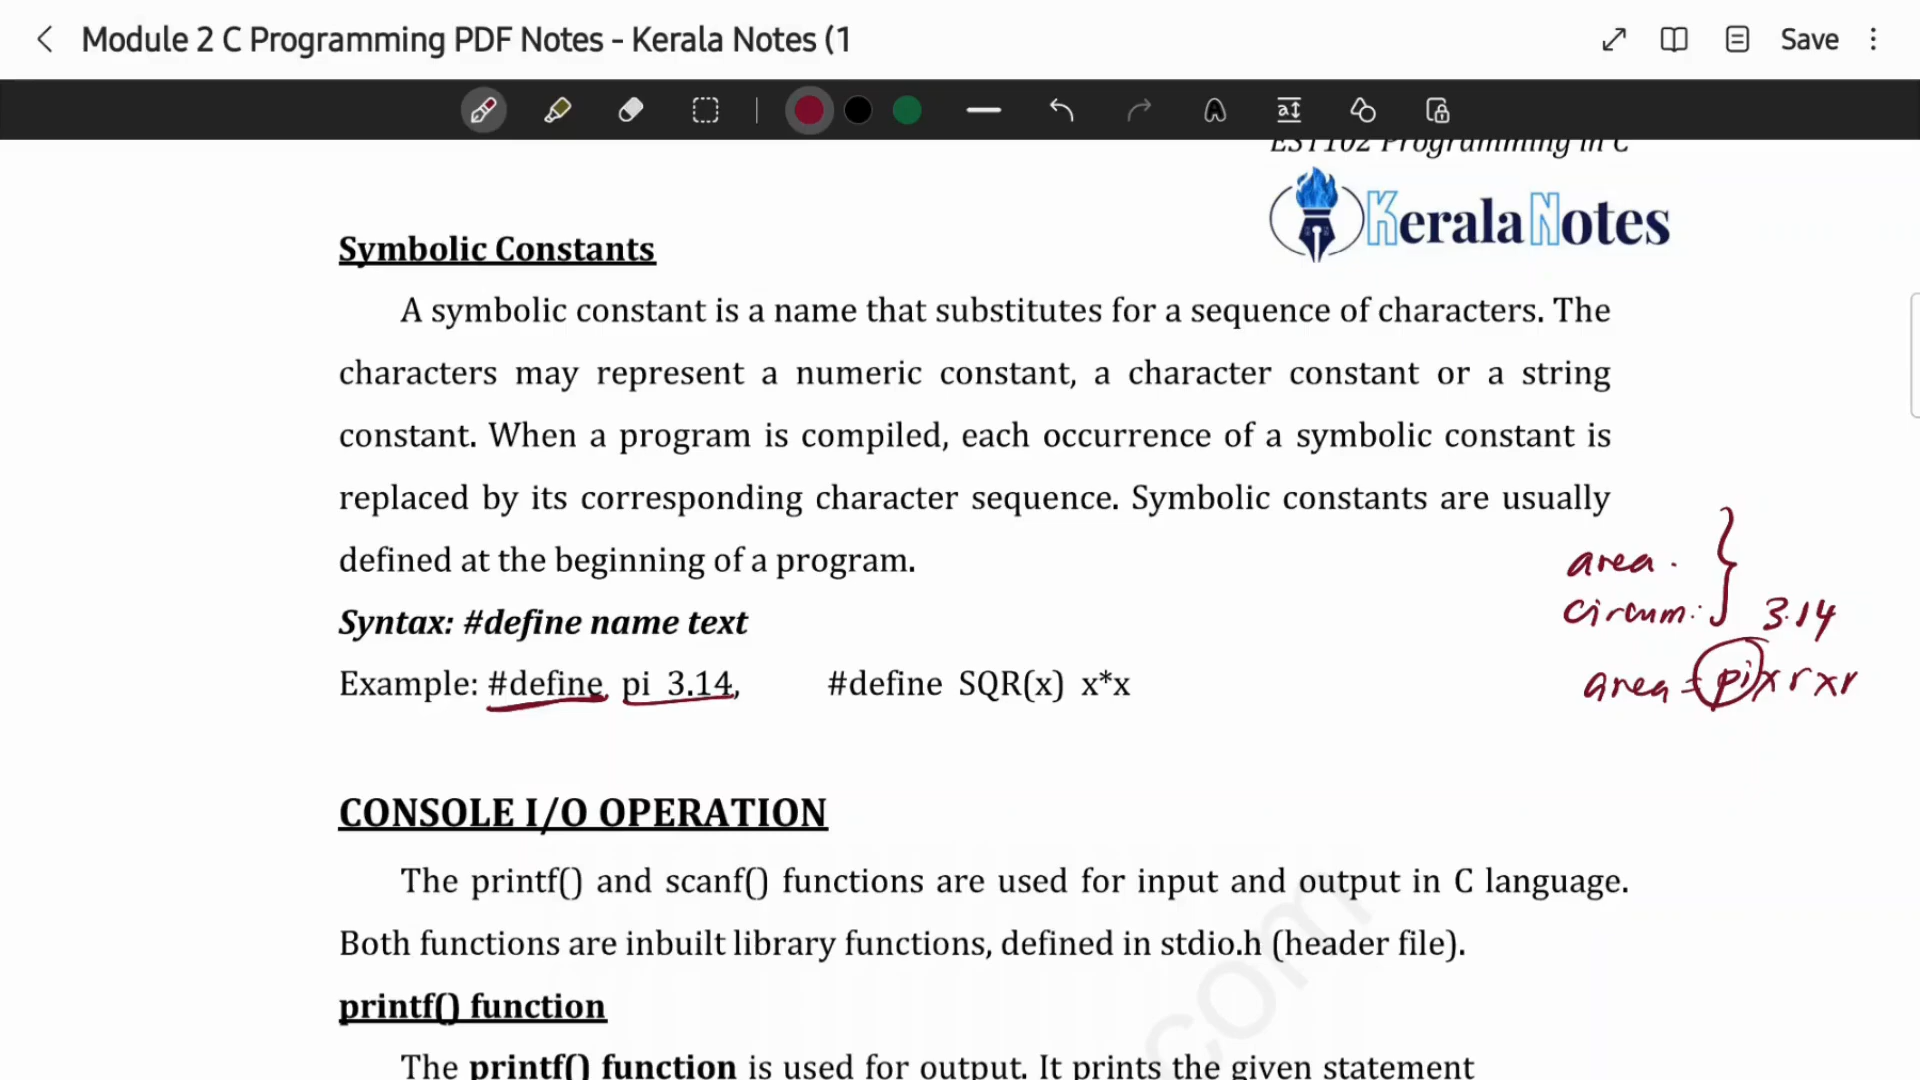 Module 2 C Programming PDF Notes - Kerala Notes (1
Save
EST102 Programming in C
KeralaNotes
Symbolic Constants
A symbolic constant is a name that substitutes for a sequence of characters. The
characters may represent a numeric constant, a character constant or a string
constant. When a program is compiled, each occurrence of a symbolic constant is
replaced by its corresponding character sequence. Symbolic constants are usually
defined at the beginning of a program.
area .
Syntax: #define name text
circum: 3.14
Example: #define pi 3.14, #define SQR(x) x*x
area = pi x r x r
CONSOLE I/O OPERATION
The printf() and scanf() functions are used for input and output in C language.
Both functions are inbuilt library functions, defined in stdio.h (header file).
printf() function
The printf() function is used for output. It prints the given statement
.com